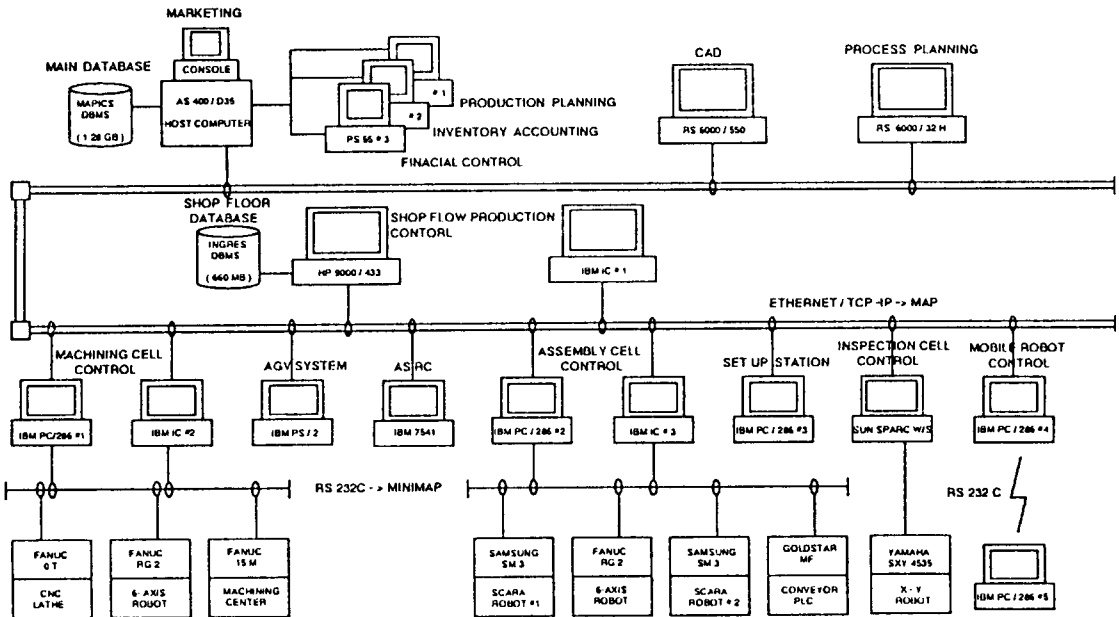 MARKETING
CONSOLE
MAIN DATABASE
MAPICS
DBMS
( 1 28 GB )
AS 400 / D35
HOST COMPUTER
# 1
# 2
PS 55 # 3
PRODUCTION PLANNING
INVENTORY ACCOUNTING
FINACIAL CONTROL
CAD
RS 6000 / 550
PROCESS PLANNING
RS 6000 / 32 H
SHOP FLOOR
DATABASE
INGRES
DBMS
( 660 MB )
SHOP FLOW PRODUCTION
CONTORL
HP 9000 / 433
IBM IC # 1
ETHERNET / TCP -IP -> MAP
MACHINING CELL
CONTROL
AGV SYSTEM
AS/RC
ASSEMBLY CELL
CONTROL
SET UP STATION
INSPECTION CELL
CONTROL
MOBILE ROBOT
CONTROL
IBM PC/286 #1
IBM IC #2
IBM PS / 2
IBM 7541
IBM PC / 286 #2
IBM IC # 3
IBM PC / 286 #3
SUN SPARC W/S
IBM PC / 286 #4
RS 232C - > MINIMAP
RS 232 C
FANUC
0 T
CNC
LATHE
FANUC
RG 2
6- AXIS
ROBOT
FANUC
15 M
MACHINING
CENTER
SAMSUNG
SM 3
SCARA
ROBOT #1
FANUC
RG 2
6-AXIS
ROBOT
SAMSUNG
SM 3
SCARA
ROBOT # 2
GOLDSTAR
MF
CONVEYOR
PLC
YAMAHA
SXY 4535
X - Y
ROBOT
IBM PC / 286 #5